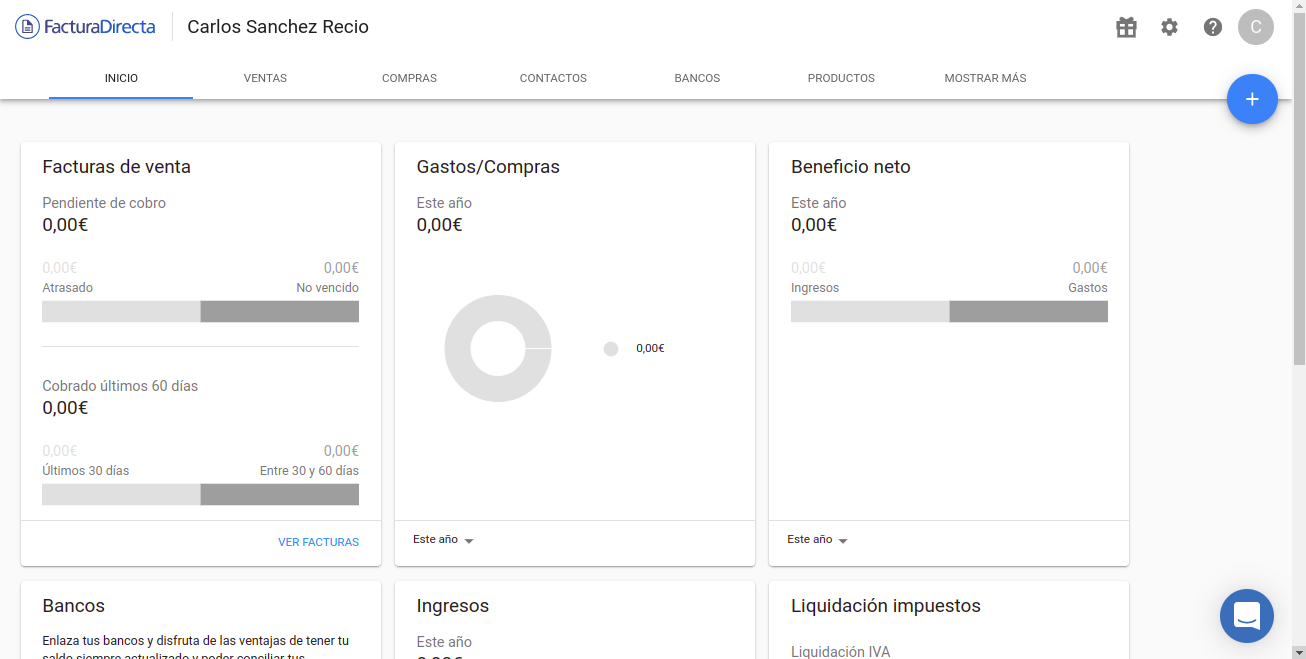 FacturaDirecta
Carlos Sanchez Recio
C
INICIO
VENTAS
COMPRAS
CONTACTOS
BANCOS
PRODUCTOS
MOSTRAR MÁS
Facturas de venta
Pendiente de cobro
0,00€
0,00€ 0,00€
Atrasado No vencido
Cobrado últimos 60 días
0,00€
0,00€ 0,00€
Últimos 30 días Entre 30 y 60 días
VER FACTURAS
Gastos/Compras
Este año
0,00€
0,00€
Este año
Beneficio neto
Este año
0,00€
0,00€ 0,00€
Ingresos Gastos
Este año
Bancos
Enlaza tus bancos y disfruta de las ventajas de tener tu
saldo siempre actualizado y poder conciliar tus
Ingresos
Este año
0,00€
Liquidación impuestos
Liquidación IVA